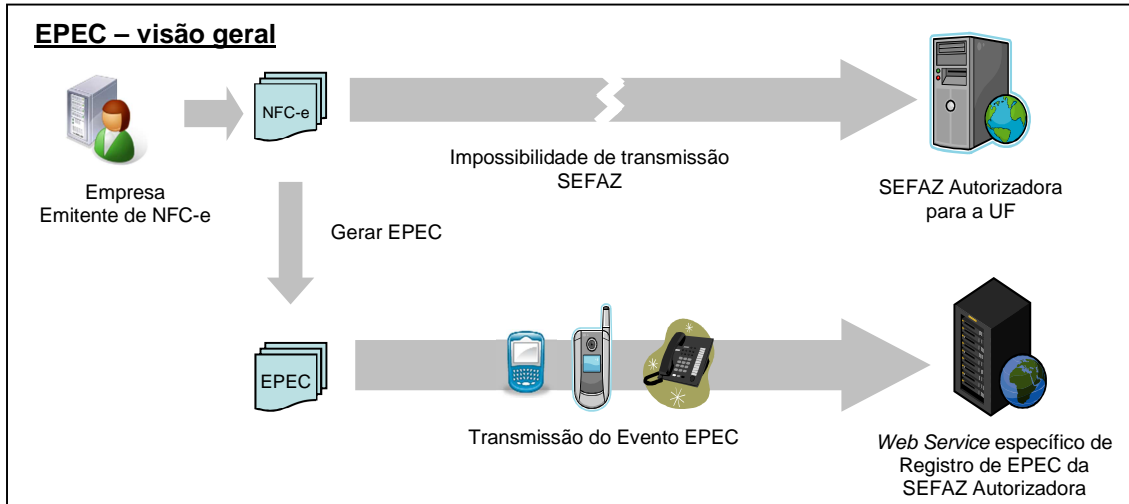 EPEC – visão geral
NFC-e
Impossibilidade de transmissão
SEFAZ
Empresa
Emitente de NFC-e
SEFAZ Autorizadora
para a UF
Gerar EPEC
EPEC
Transmissão do Evento EPEC
Web Service específico de
Registro de EPEC da
SEFAZ Autorizadora